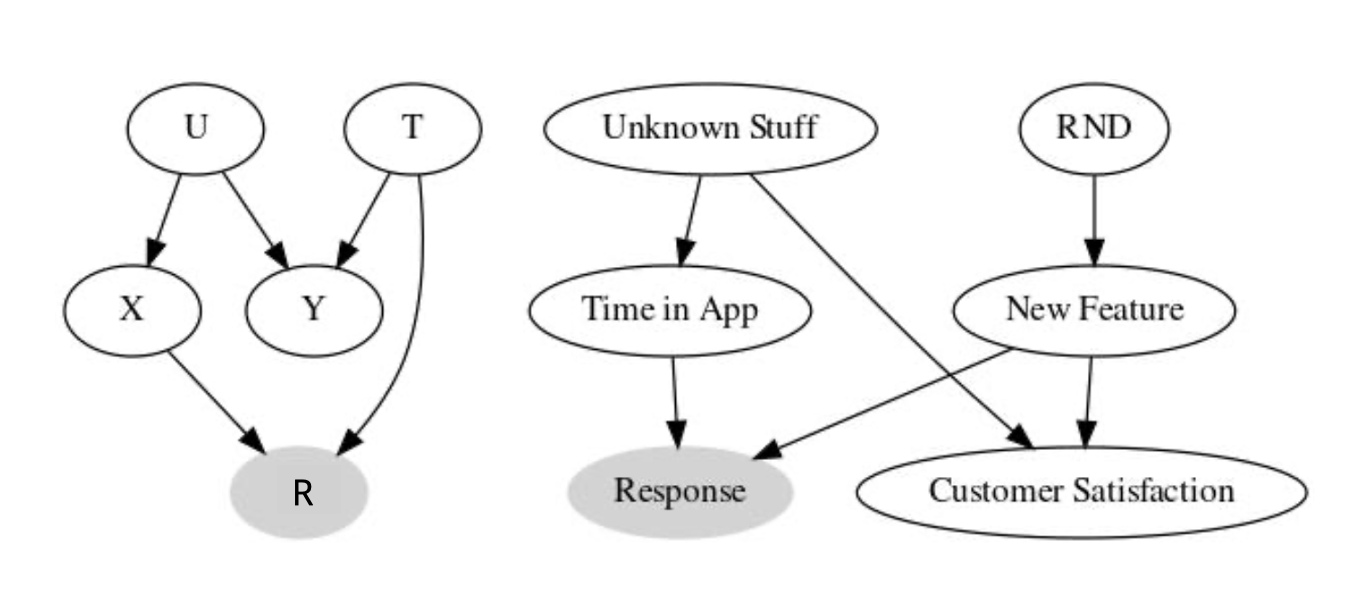 U
T
Unknown Stuff
RND
X
Y
Time in App
New Feature
R
Response
Customer Satisfaction